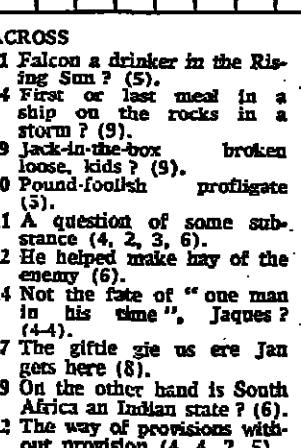 ACROSS
1 Falcon a drinker in the Ris-
ing Sun ? (5).
4 First or last meal in a
ship on the rocks in a
storm ? (9).
9 Jack-in-the-box broken
loose, kids ? (9).
0 Pound-foolish profligate
(5).
1 A question of some sub-
stance (4, 2, 3, 6).
2 He helped make hay of the
enemy (6).
4 Not the fate of “ one man
in his time ”, Jaques ?
(4-4).
7 The giftie gie us ere Jan
gets here (8).
9 On the other hand is South
Africa an Indian state ? (6).
2 The way of provisions with-
out provision (4, 4, 2, 5).